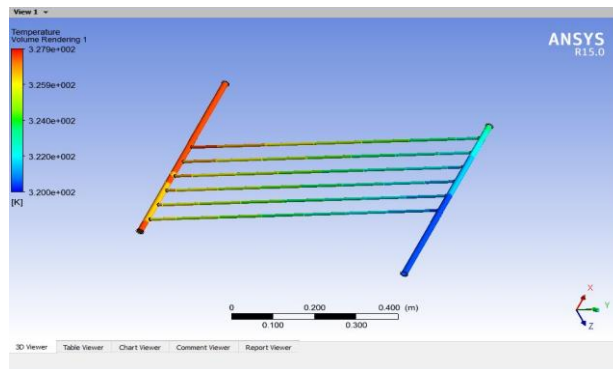 View 1
Temperature
Volume Rendering 1
3.279e+002
3.259e+002
3.240e+002
3.220e+002
3.200e+002
[K]
ANSYS
R15.0
0 0.200 0.400 (m)
0.100 0.300
X
Y
Z
3D Viewer Table Viewer Chart Viewer Comment Viewer Report Viewer